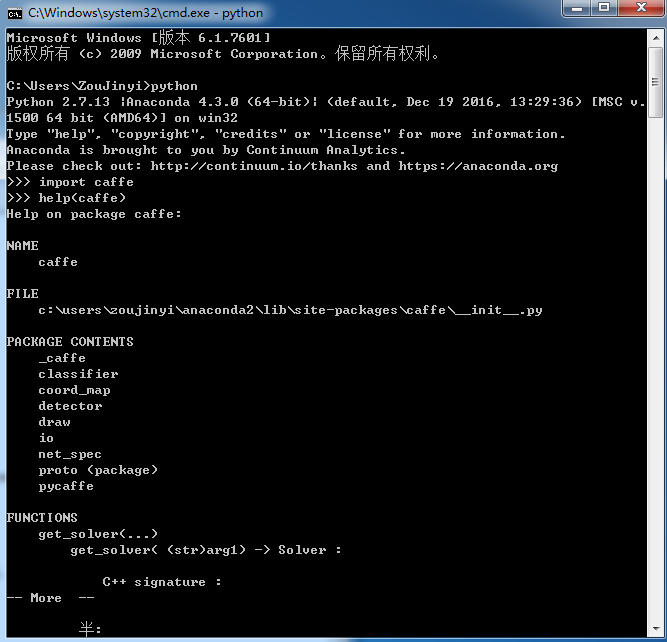 C:\Windows\system32\cmd.exe - python
Microsoft Windows [版本 6.1.7601]
版权所有 (c) 2009 Microsoft Corporation。保留所有权利。
C:\Users\ZouJinyi>python
Python 2.7.13 |Anaconda 4.3.0 (64-bit)| (default, Dec 19 2016, 13:29:36) [MSC v.
1500 64 bit (AMD64)] on win32
Type "help", "copyright", "credits" or "license" for more information.
Anaconda is brought to you by Continuum Analytics.
Please check out: http://continuum.io/thanks and https://anaconda.org
>>> import caffe
>>> help(caffe)
Help on package caffe:
NAME
caffe
FILE
c:\users\zoujinyi\anaconda2\lib\site-packages\caffe\__init__.py
PACKAGE CONTENTS
_caffe
classifier
coord_map
detector
draw
io
net_spec
proto (package)
pycaffe
FUNCTIONS
get_solver(...)
get_solver( (str)arg1) -> Solver :
C++ signature :
-- More  --
半: